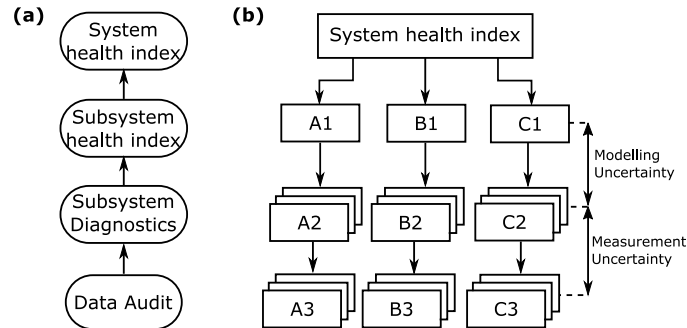 (a)
System
health index
Subsystem
health index
Subsystem
Diagnostics
Data Audit
(b)
System health index
A1
B1
C1
Modelling
Uncertainty
A2
B2
C2
Measurement
Uncertainty
A3
B3
C3